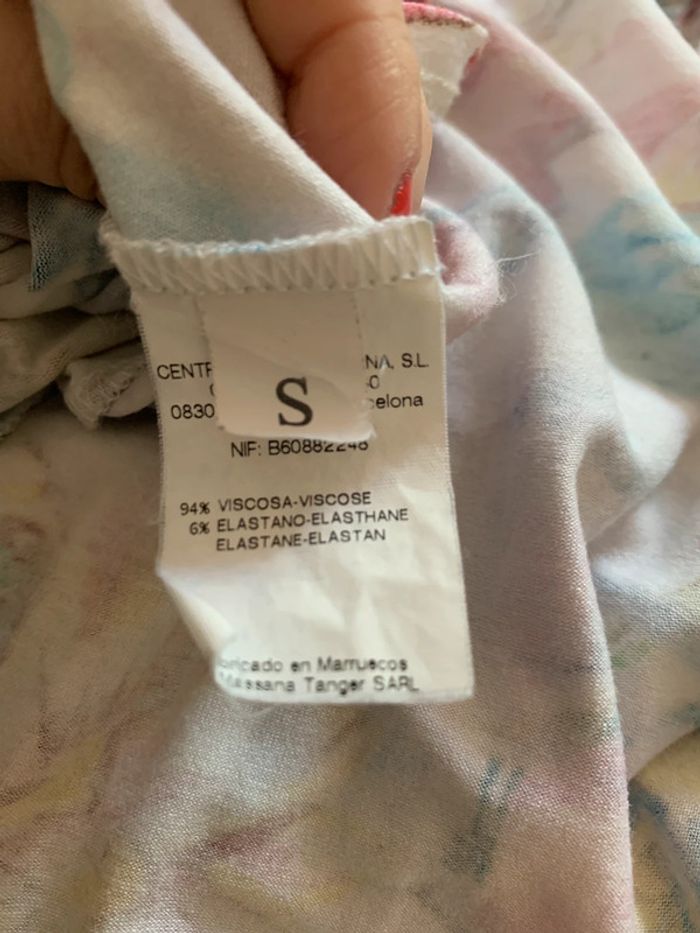 CENTR NA, S.L.
S
0830 celona
NIF: B60882248
94% VISCOSA-VISCOSE
6% ELASTANO-ELASTHANE
ELASTANE-ELASTAN
bricado en Marruecos
Massana Tanger SARL